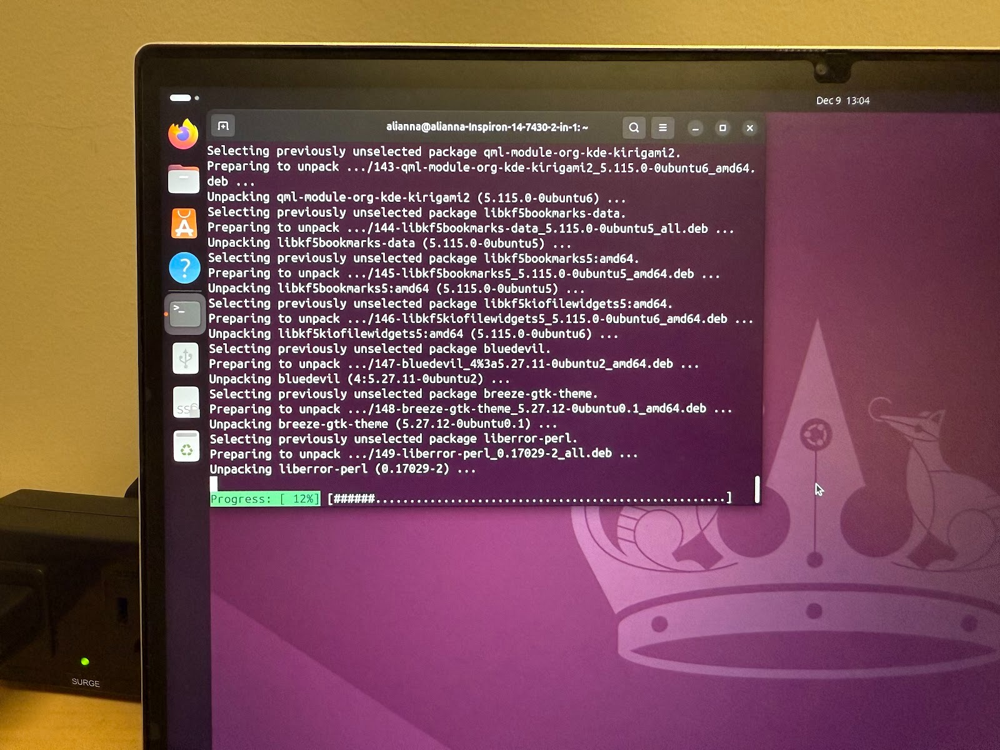 Dec 9 13:04
alianna@alianna-Inspiron-14-7430-2-in-1: ~
Selecting previously unselected package qml-module-org-kde-kirigami2.
Preparing to unpack .../143-qml-module-org-kde-kirigami2_5.115.0-0ubuntu6_amd64.
deb ...
Unpacking qml-module-org-kde-kirigami2 (5.115.0-0ubuntu6) ...
Selecting previously unselected package libkf5bookmarks-data.
Preparing to unpack .../144-libkf5bookmarks-data_5.115.0-0ubuntu5_all.deb ...
Unpacking libkf5bookmarks-data (5.115.0-0ubuntu5) ...
Selecting previously unselected package libkf5bookmarks5:amd64.
Preparing to unpack .../145-libkf5bookmarks5_5.115.0-0ubuntu5_amd64.deb ...
Unpacking libkf5bookmarks5:amd64 (5.115.0-0ubuntu5) ...
Selecting previously unselected package libkf5kiofilewidgets5:amd64.
Preparing to unpack .../146-libkf5kiofilewidgets5_5.115.0-0ubuntu6_amd64.deb ...
Unpacking libkf5kiofilewidgets5:amd64 (5.115.0-0ubuntu6) ...
Selecting previously unselected package bluedevil.
Preparing to unpack .../147-bluedevil_4%3a5.27.11-0ubuntu2_amd64.deb ...
Unpacking bluedevil (4:5.27.11-0ubuntu2) ...
Selecting previously unselected package breeze-gtk-theme.
Preparing to unpack .../148-breeze-gtk-theme_5.27.12-0ubuntu0.1_amd64.deb ...
Unpacking breeze-gtk-theme (5.27.12-0ubuntu0.1) ...
Selecting previously unselected package liberror-perl.
Preparing to unpack .../149-liberror-perl_0.17029-2_all.deb ...
Unpacking liberror-perl (0.17029-2) ...
Progress: [ 12%] [######...................................................]
SURGE